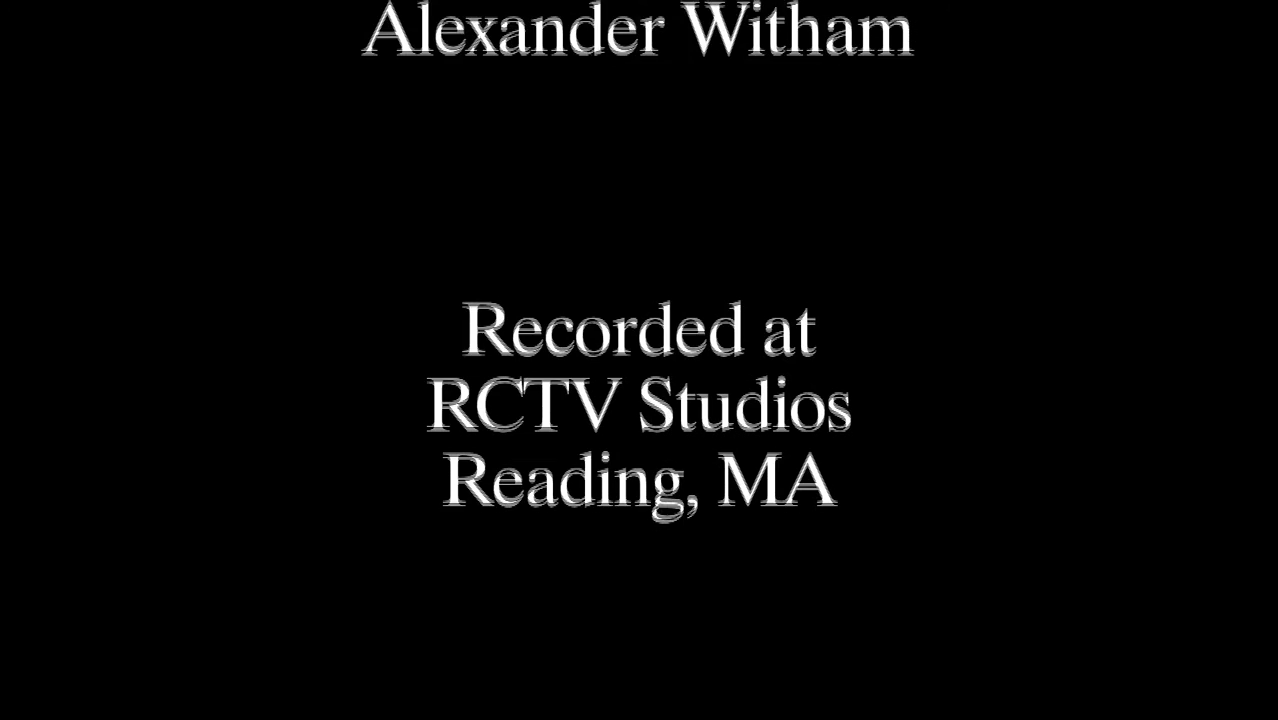 Alexander Witham
Recorded at
RCTV Studios
Reading, MA